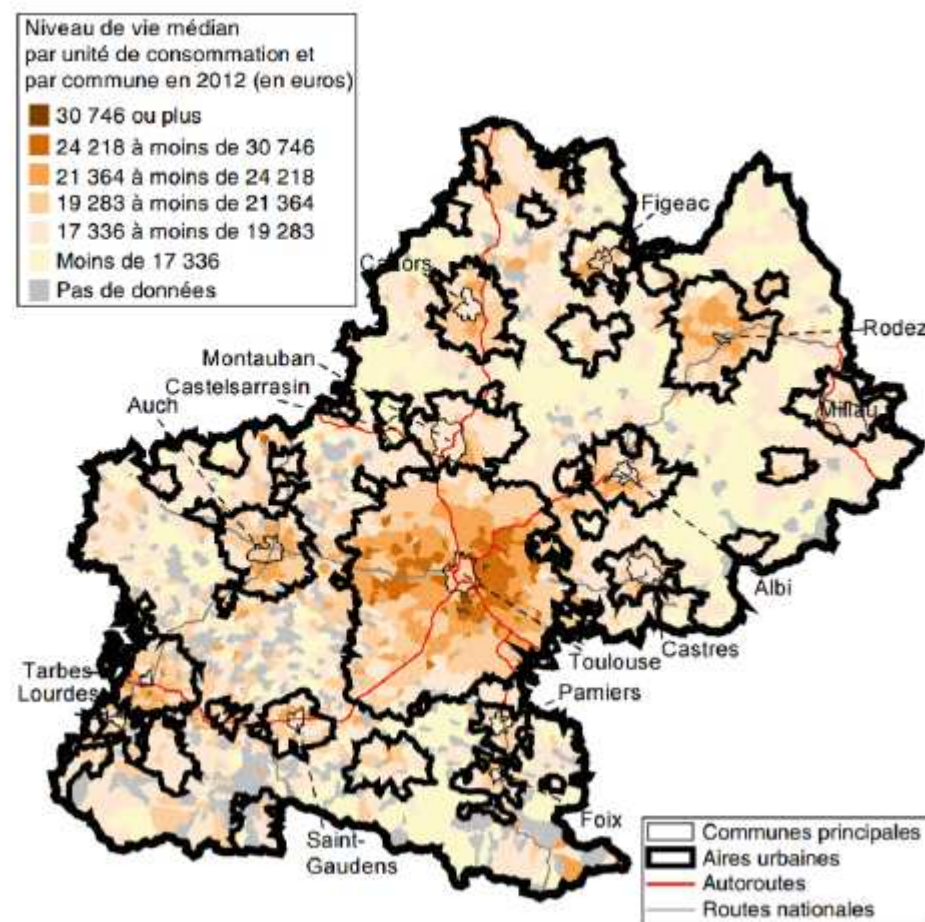 Niveau de vie médian
par unité de consommation et
par commune en 2012 (en euros)
30 746 ou plus
24 218 à moins de 30 746
21 364 à moins de 24 218
19 283 à moins de 21 364
17 336 à moins de 19 283
Moins de 17 336
Pas de données
Figeac
Cahors
Rodez
Montauban
Castelsarrasin
Auch
Millau
Albi
Castres
Toulouse
Tarbes-
Lourdes
Pamiers
Foix
Saint-
Gaudens
Communes principales
Aires urbaines
Autoroutes
Routes nationales